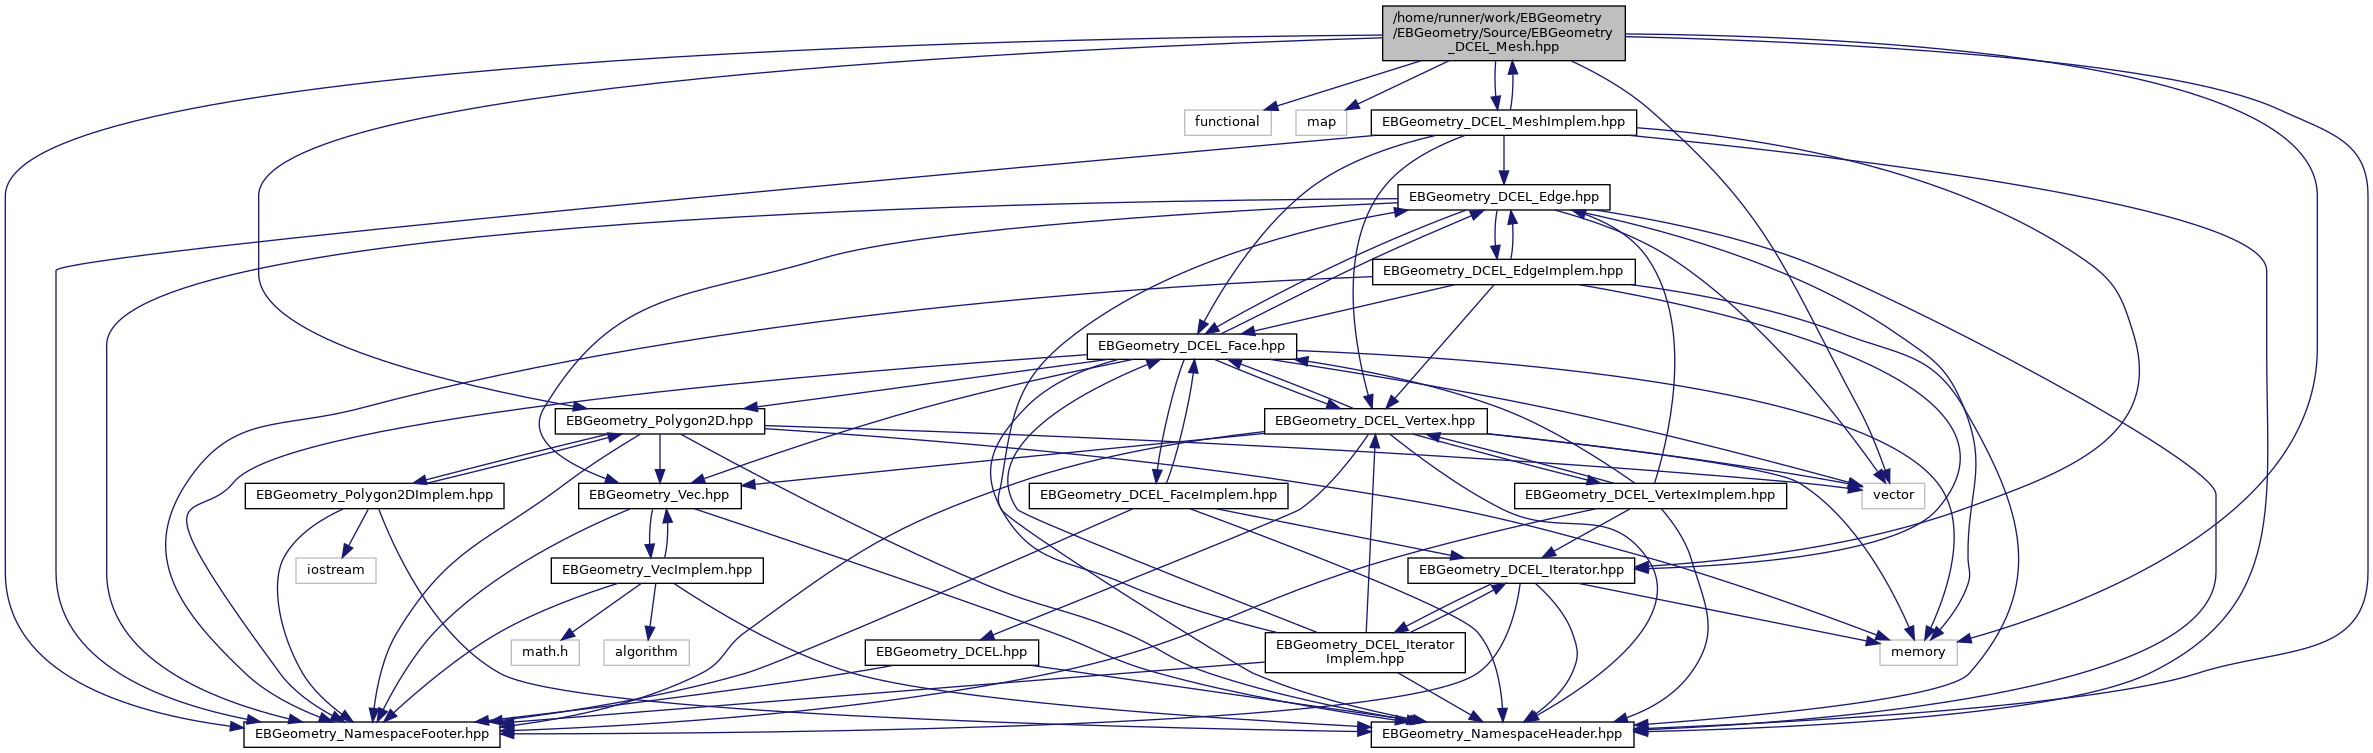 /home/runner/work/EBGeometry
/EBGeometry/Source/EBGeometry
_DCEL_Mesh.hpp
functional
map
EBGeometry_DCEL_MeshImplem.hpp
EBGeometry_DCEL_Edge.hpp
EBGeometry_DCEL_EdgeImplem.hpp
EBGeometry_DCEL_Face.hpp
EBGeometry_Polygon2D.hpp
EBGeometry_DCEL_Vertex.hpp
EBGeometry_Polygon2DImplem.hpp
EBGeometry_Vec.hpp
EBGeometry_DCEL_FaceImplem.hpp
EBGeometry_DCEL_VertexImplem.hpp
vector
iostream
EBGeometry_VecImplem.hpp
EBGeometry_DCEL_Iterator.hpp
math.h
algorithm
EBGeometry_DCEL.hpp
EBGeometry_DCEL_Iterator
Implem.hpp
memory
EBGeometry_NamespaceFooter.hpp
EBGeometry_NamespaceHeader.hpp